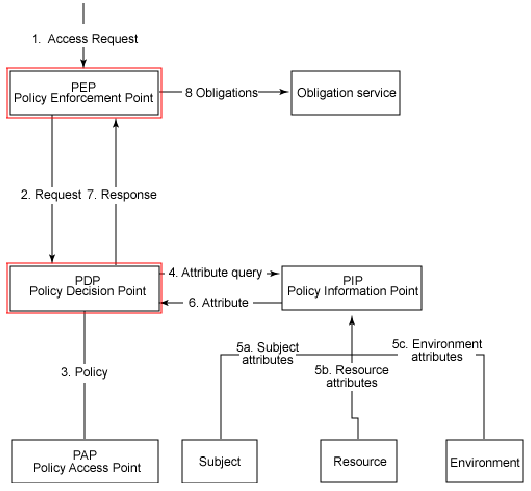 1. Access Request
PEP
Policy Enforcement Point
8 Obligations
Obligation service
2. Request
7. Response
PDP
Policy Decision Point
4. Attribute query
6. Attribute
PIP
Policy Information Point
3. Policy
5a. Subject
attributes
5b. Resource
attributes
5c. Environment
attributes
PAP
Policy Access Point
Subject
Resource
Environment